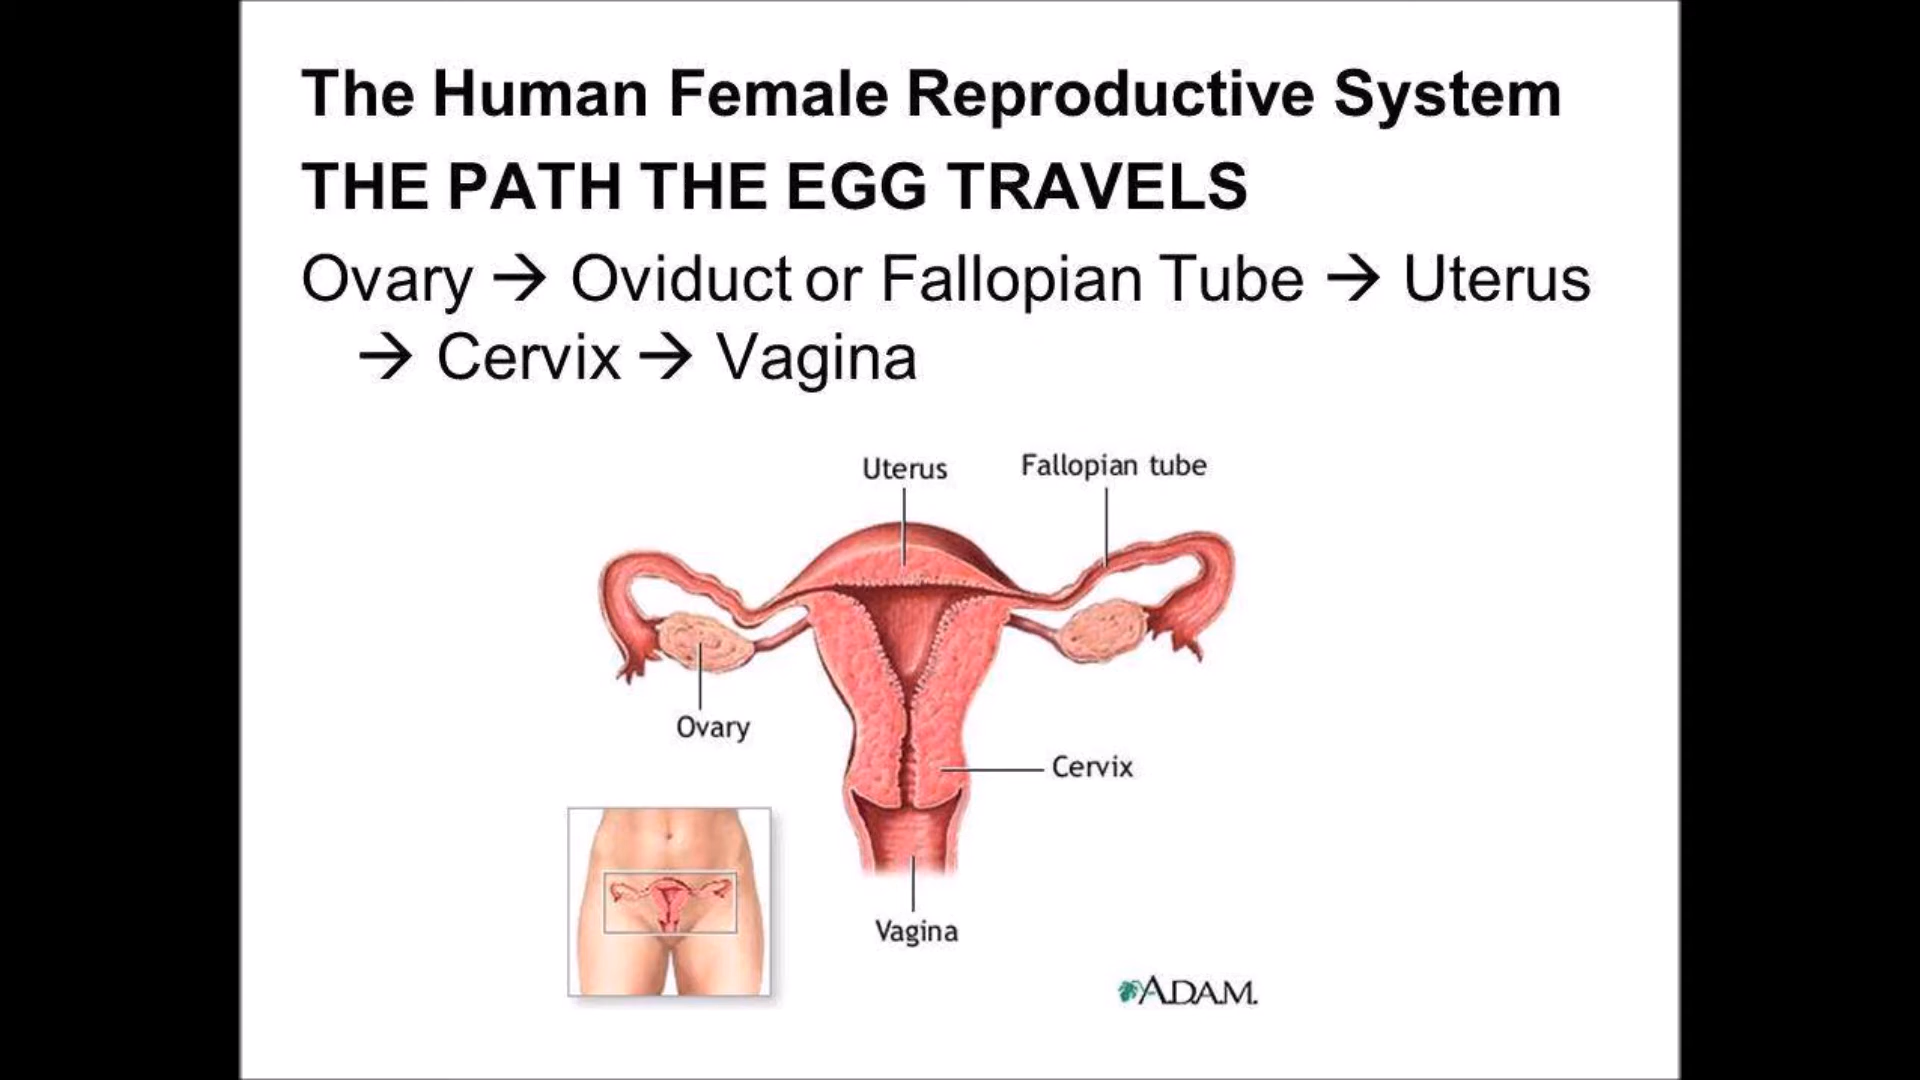 The Human Female Reproductive System
THE PATH THE EGG TRAVELS
Ovary → Oviduct or Fallopian Tube → Uterus
→ Cervix → Vagina
Uterus
Fallopian tube
Ovary
Cervix
Vagina
ADAM.